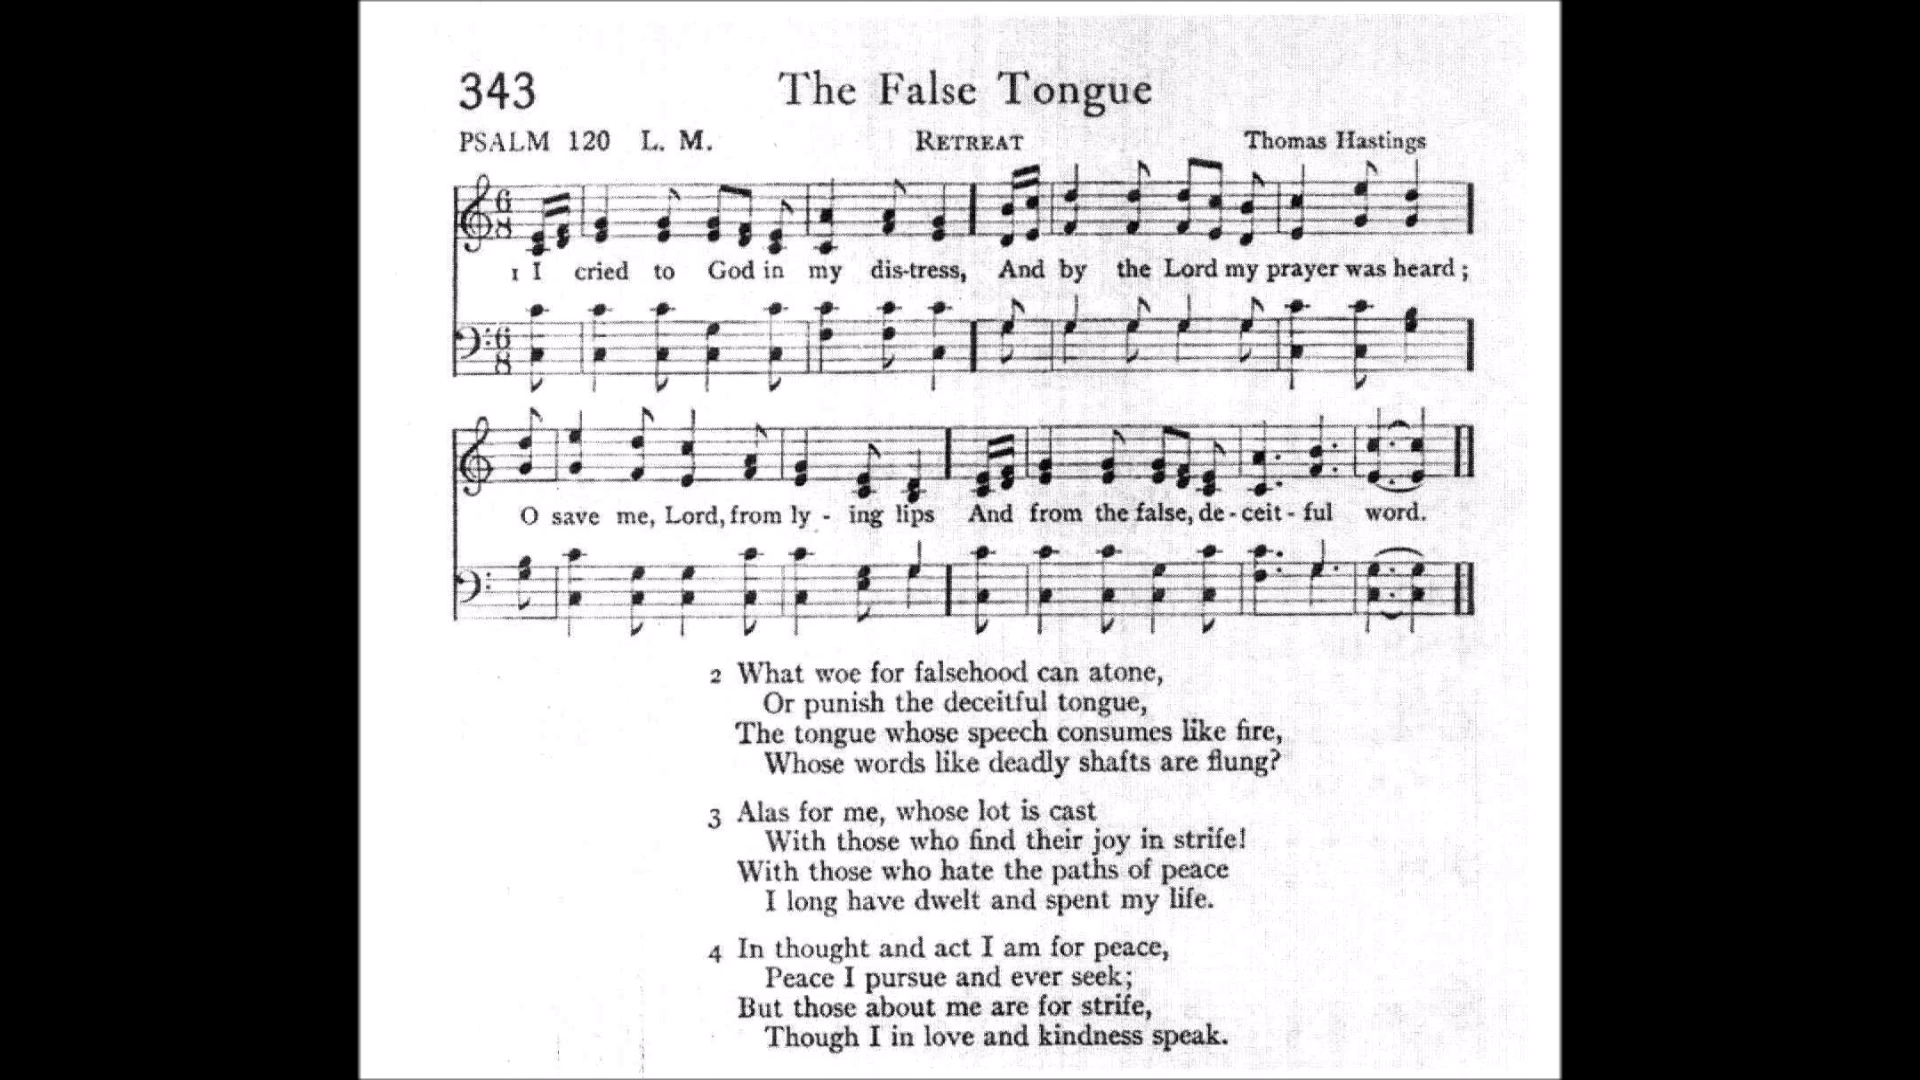 343 The False Tongue
PSALM 120 L. M. RETREAT Thomas Hastings
6 8
1 I cried to God in my dis-tress, And by the Lord my prayer was heard;
6 8
O save me, Lord, from ly - ing lips And from the false, de - ceit - ful word.
2 What woe for falsehood can atone,
Or punish the deceitful tongue,
The tongue whose speech consumes like fire,
Whose words like deadly shafts are flung?
3 Alas for me, whose lot is cast
With those who find their joy in strife!
With those who hate the paths of peace
I long have dwelt and spent my life.
4 In thought and act I am for peace,
Peace I pursue and ever seek;
But those about me are for strife,
Though I in love and kindness speak.